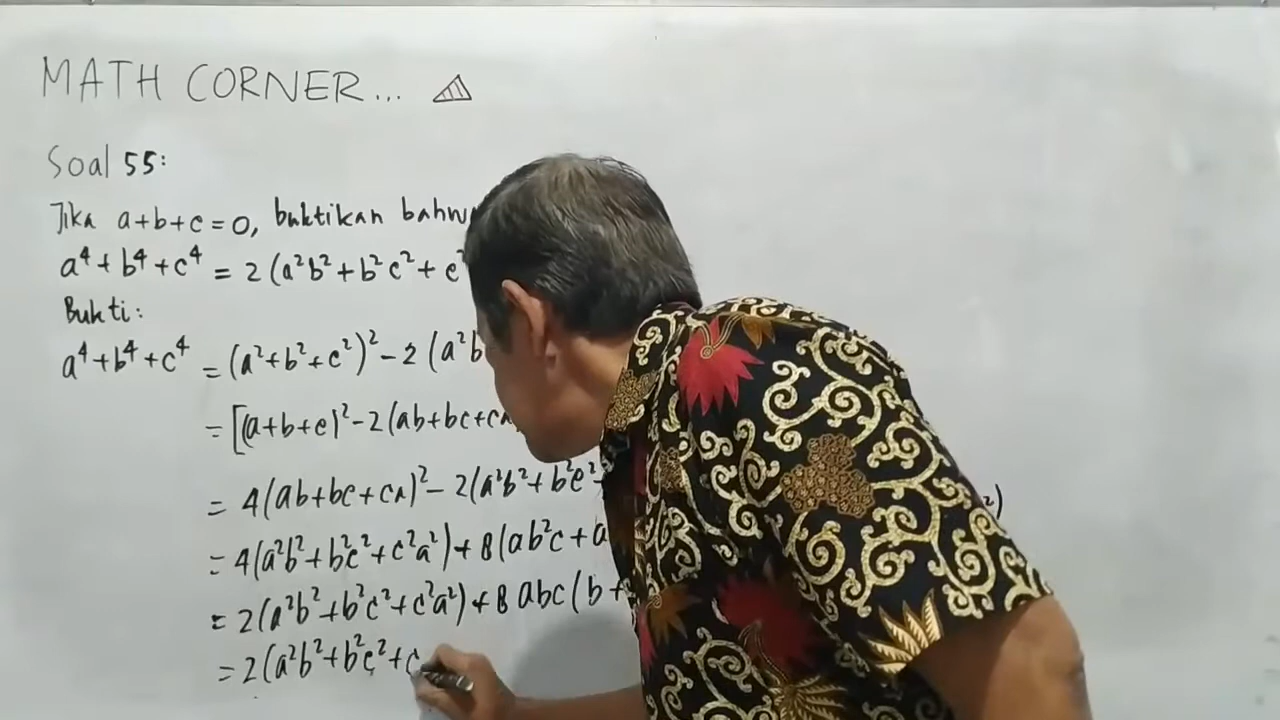 MATH CORNER...
Soal 55:
Jika a+b+c=0, buktikan bahwa
a⁴+b⁴+c⁴ = 2(a²b²+b²c²+c²
Bukti:
a⁴+b⁴+c⁴ = (a²+b²+c²)²-2(a²b
= [(a+b+c)²-2(ab+bc+ca
= 4(ab+bc+ca)²-2(a²b²+b²c²+ ²)
= 4(a²b²+b²c²+c²a²)+8(ab²c+a
= 2(a²b²+b²c²+c²a²)+8abc(b+
= 2(a²b²+b²c²+c